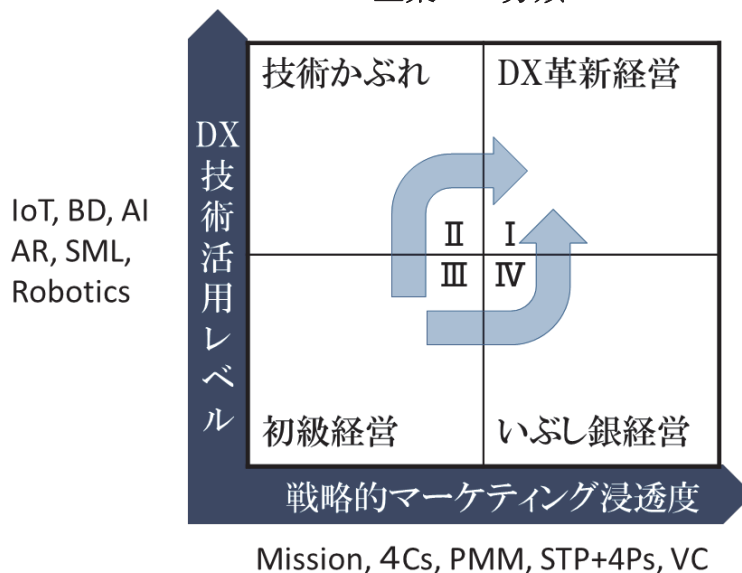 技術かぶれ
DX革新経営
DX技術活用レベル
IoT, BD, AI
AR, SML,
Robotics
Ⅱ
Ⅰ
Ⅲ
Ⅳ
初級経営
いぶし銀経営
戦略的マーケティング浸透度
Mission, 4Cs, PMM, STP+4Ps, VC